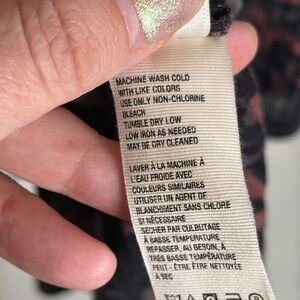 MACHINE WASH COLD
WITH LIKE COLORS
USE ONLY NON-CHLORINE
BLEACH
TUMBLE DRY LOW
LOW IRON AS NEEDED
MAY BE DRY CLEANED
LAVER À LA MACHINE À
L'EAU FROIDE AVEC
COULEURS SIMILAIRES
UTILISER UN AGENT DE
BLANCHIMENT SANS CHLORE
SI NÉCESSAIRE
SECHER PAR CULBUTAGE
À BASSE TEMPÉRATURE
REPASSER, AU BESOIN, À
TRÈS BASSE TEMPÉRATURE
PEUT - ÊTRE ÊTRE NETTOYÉE
À SEC